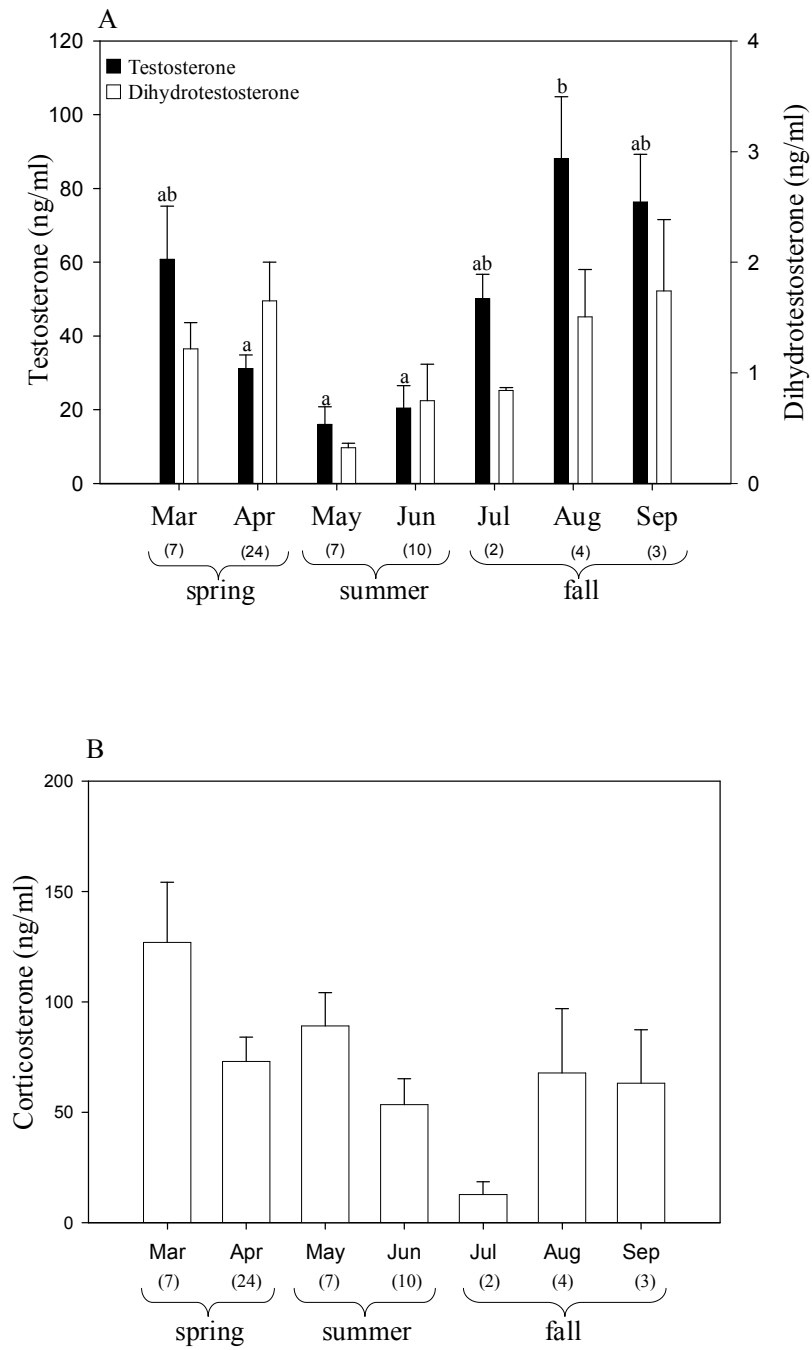 A
120
100
80
60
40
20
0
4
3
2
1
0
Testosterone (ng/ml)
Dihydrotestosterone (ng/ml)
Testosterone
Dihydrotestosterone
ab
a
a
a
ab
b
ab
Mar Apr May Jun Jul Aug Sep
(7) (24) (7) (10) (2) (4) (3)
spring summer fall
B
200
150
100
50
0
Corticosterone (ng/ml)
Mar Apr May Jun Jul Aug Sep
(7) (24) (7) (10) (2) (4) (3)
spring summer fall